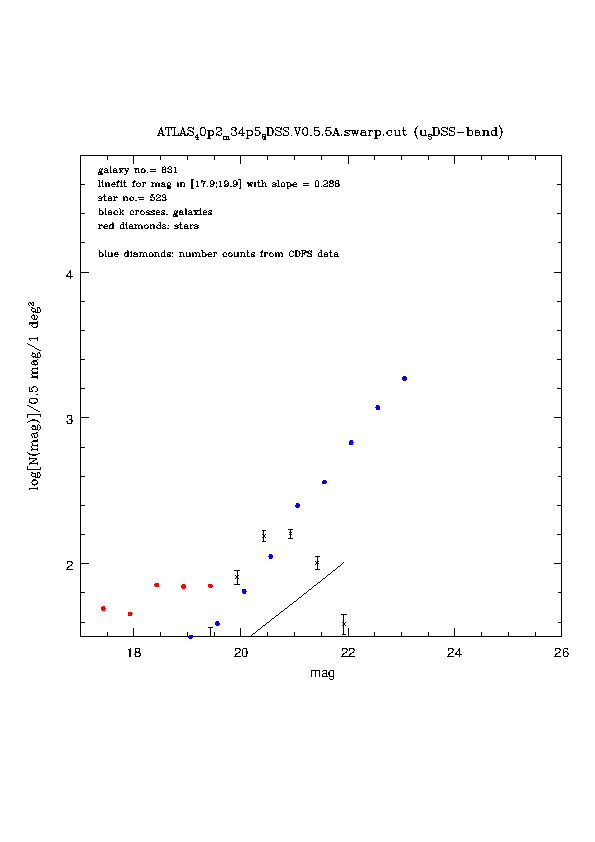 ATLAS₄0p2ₘ34p5ᵩDSS.V0.5.5A.swarp.cut (uₛDSS−band)
galaxy no.= 831
linefit for mag in [17.9;19.9] with slope = 0.286
star no.= 523
black crosses: galaxies
red diamonds: stars
blue diamonds: number counts from CDFS data
log[N(mag)]/0.5 mag/1 deg²
4
3
2
18 20 22 24 26
mag